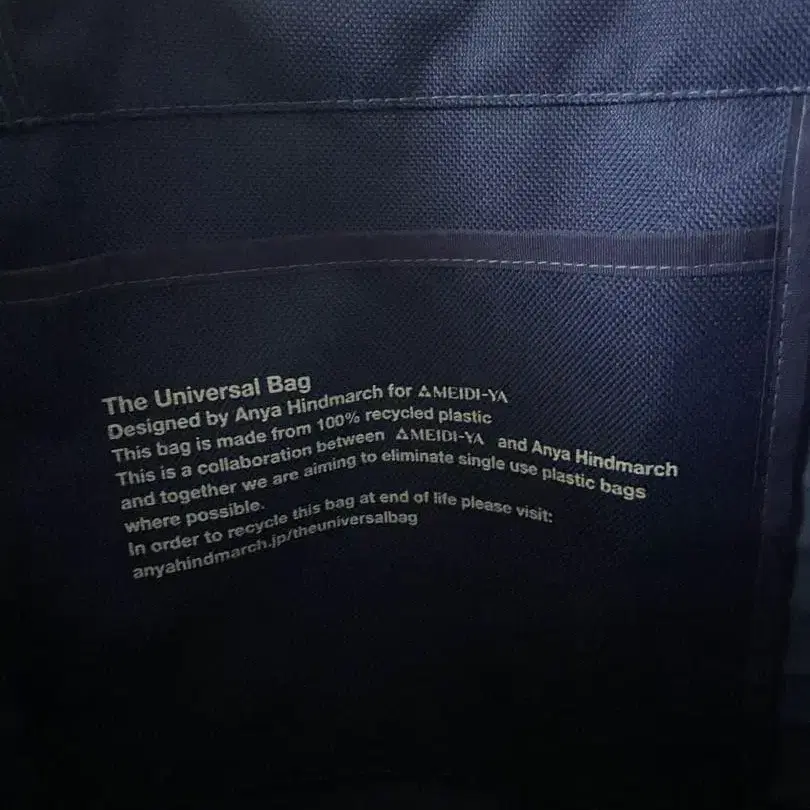 The Universal Bag
Designed by Anya Hindmarch for MEIDI-YA
This bag is made from 100% recycled plastic
This is a collaboration between MEIDI-YA and Anya Hindmarch
and together we are aiming to eliminate single use plastic bags
where possible.
In order to recycle this bag at end of life please visit:
anyahindmarch.jp/theuniversalbag